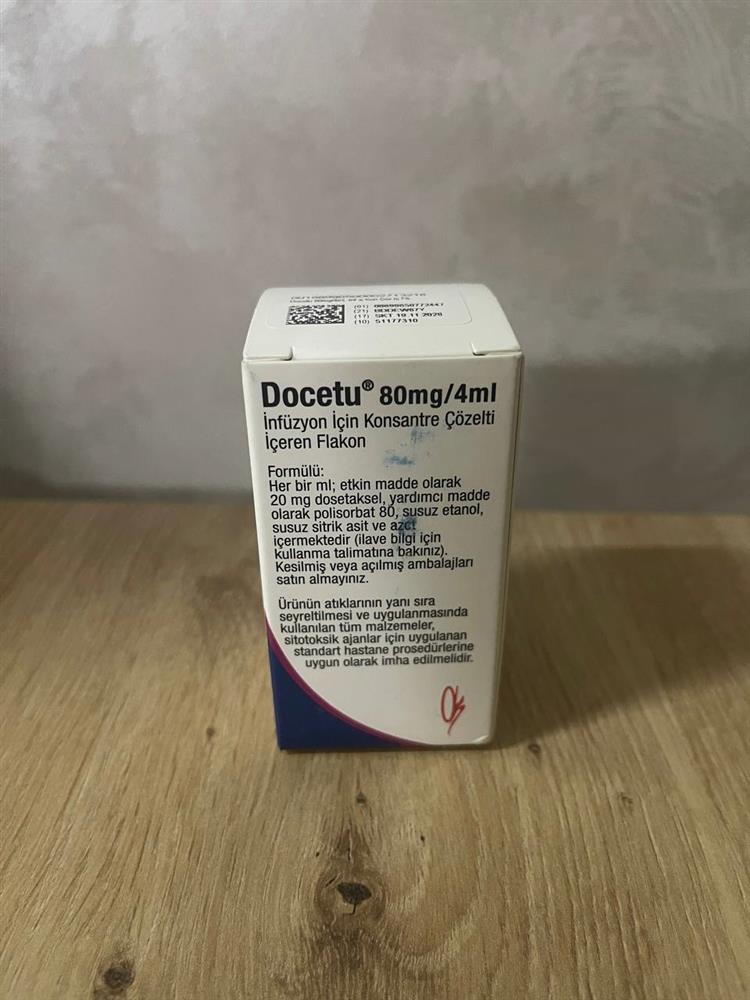 (01) 08699650772447
(21) BDDEW67Y
(17) SKT 19.11.2026
(10) 51177310
Docetu® 80mg/4ml
İnfüzyon İçin Konsantre Çözelti
İçeren Flakon
Formülü:
Her bir ml; etkin madde olarak
20 mg dosetaksel, yardımcı madde
olarak polisorbat 80, susuz etanol,
susuz sitrik asit ve azot
içermektedir (ilave bilgi için
kullanma talimatına bakınız).
Kesilmiş veya açılmış ambalajları
satın almayınız.
Ürünün atıklarının yanı sıra
seyreltilmesi ve uygulanmasında
kullanılan tüm malzemeler,
sitotoksik ajanlar için uygulanan
standart hastane prosedürlerine
uygun olarak imha edilmelidir.